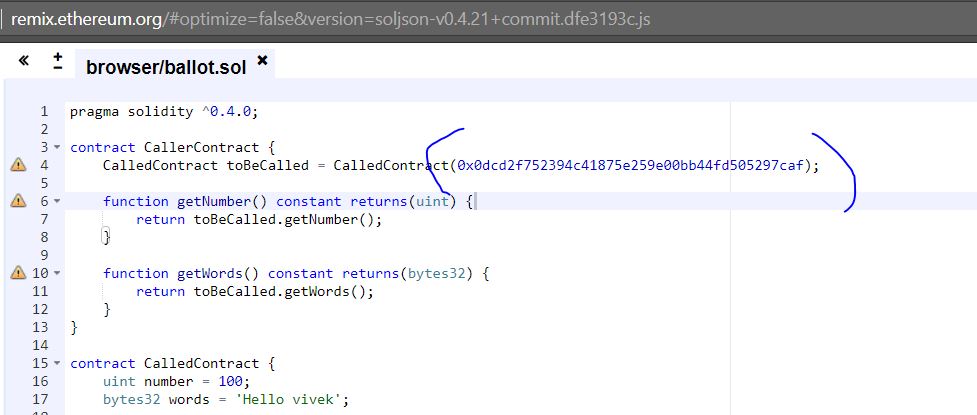 remix.ethereum.org/#optimize=false&version=soljson-v0.4.21+commit.dfe3193c.js
« ± browser/ballot.sol ×
1 pragma solidity ^0.4.0;
2
3 contract CallerContract {
4     CalledContract toBeCalled = CalledContract(0x0dcd2f752394c41875e259e00bb44fd505297caf);
5
6     function getNumber() constant returns(uint) {
7         return toBeCalled.getNumber();
8     }
9
10     function getWords() constant returns(bytes32) {
11         return toBeCalled.getWords();
12     }
13 }
14
15 contract CalledContract {
16     uint number = 100;
17     bytes32 words = 'Hello vivek';